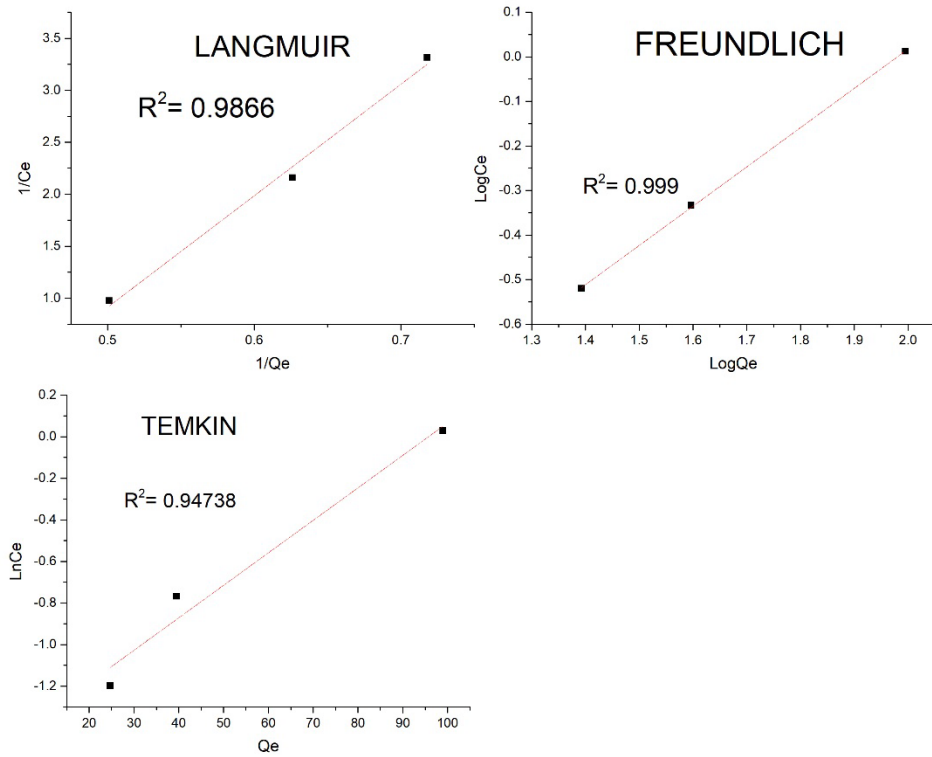 LANGMUIR
R²= 0.9866
3.5
3.0
2.5
2.0
1.5
1.0
1/Ce
0.5 0.6 0.7
1/Qe
FREUNDLICH
R²= 0.999
0.1
0.0
-0.1
-0.2
-0.3
-0.4
-0.5
-0.6
LogCe
1.3 1.4 1.5 1.6 1.7 1.8 1.9 2.0
LogQe
TEMKIN
R²= 0.94738
0.2
0.0
-0.2
-0.4
-0.6
-0.8
-1.0
-1.2
LnCe
20 30 40 50 60 70 80 90 100
Qe